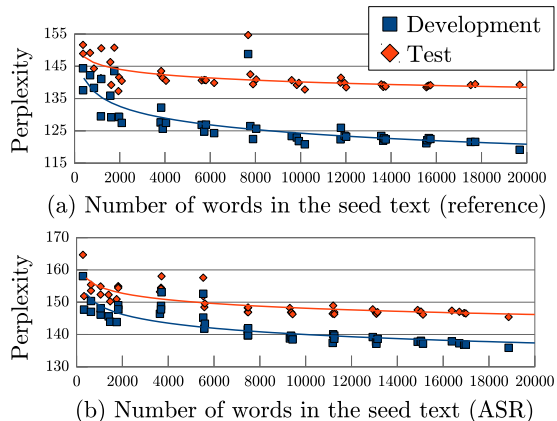 Development
Test
Perplexity
155
145
135
125
115
0 2000 4000 6000 8000 10000 12000 14000 16000 18000 20000
(a) Number of words in the seed text (reference)
Perplexity
170
160
150
140
130
0 2000 4000 6000 8000 10000 12000 14000 16000 18000 20000
(b) Number of words in the seed text (ASR)